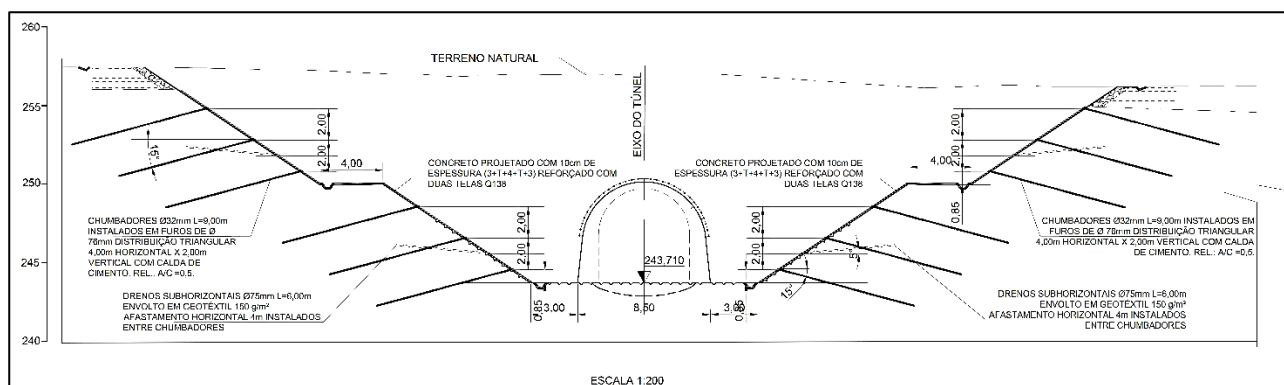 260
255
250
245
240
TERRENO NATURAL
EIXO DO TÚNEL
2,00
2,00
15°
4,00
CONCRETO PROJETADO COM 10cm DE
ESPESSURA (3+T+4+T+3) REFORÇADO COM
DUAS TELAS Q138
CONCRETO PROJETADO COM 10cm DE
ESPESSURA (3+T+4+T+3) REFORÇADO COM
DUAS TELAS Q138
2,00
2,00
4,00
0,85
CHUMBADORES Ø32mm L=9,00m
INSTALADOS EM FUROS DE Ø
76mm DISTRIBUIÇÃO TRIANGULAR
4,00m HORIZONTAL X 2,00m
VERTICAL COM CALDA DE
CIMENTO. REL.: A/C =0,5.
2,00
2,00
2,00
2,00
CHUMBADORES Ø32mm L=9,00m INSTALADOS EM
FUROS DE Ø 76mm DISTRIBUIÇÃO TRIANGULAR
4,00m HORIZONTAL X 2,00m VERTICAL COM CALDA
DE CIMENTO. REL.: A/C =0,5.
243.710
15°
DRENOS SUBHORIZONTAIS Ø75mm L=6,00m
ENVOLTO EM GEOTÊXTIL 150 g/m²
AFASTAMENTO HORIZONTAL 4m INSTALADOS
ENTRE CHUMBADORES
0,85
3,00
8,50
0,85
DRENOS SUBHORIZONTAIS Ø75mm L=6,00m
ENVOLTO EM GEOTÊXTIL 150 g/m²
AFASTAMENTO HORIZONTAL 4m INSTALADOS
ENTRE CHUMBADORES
ESCALA 1:200